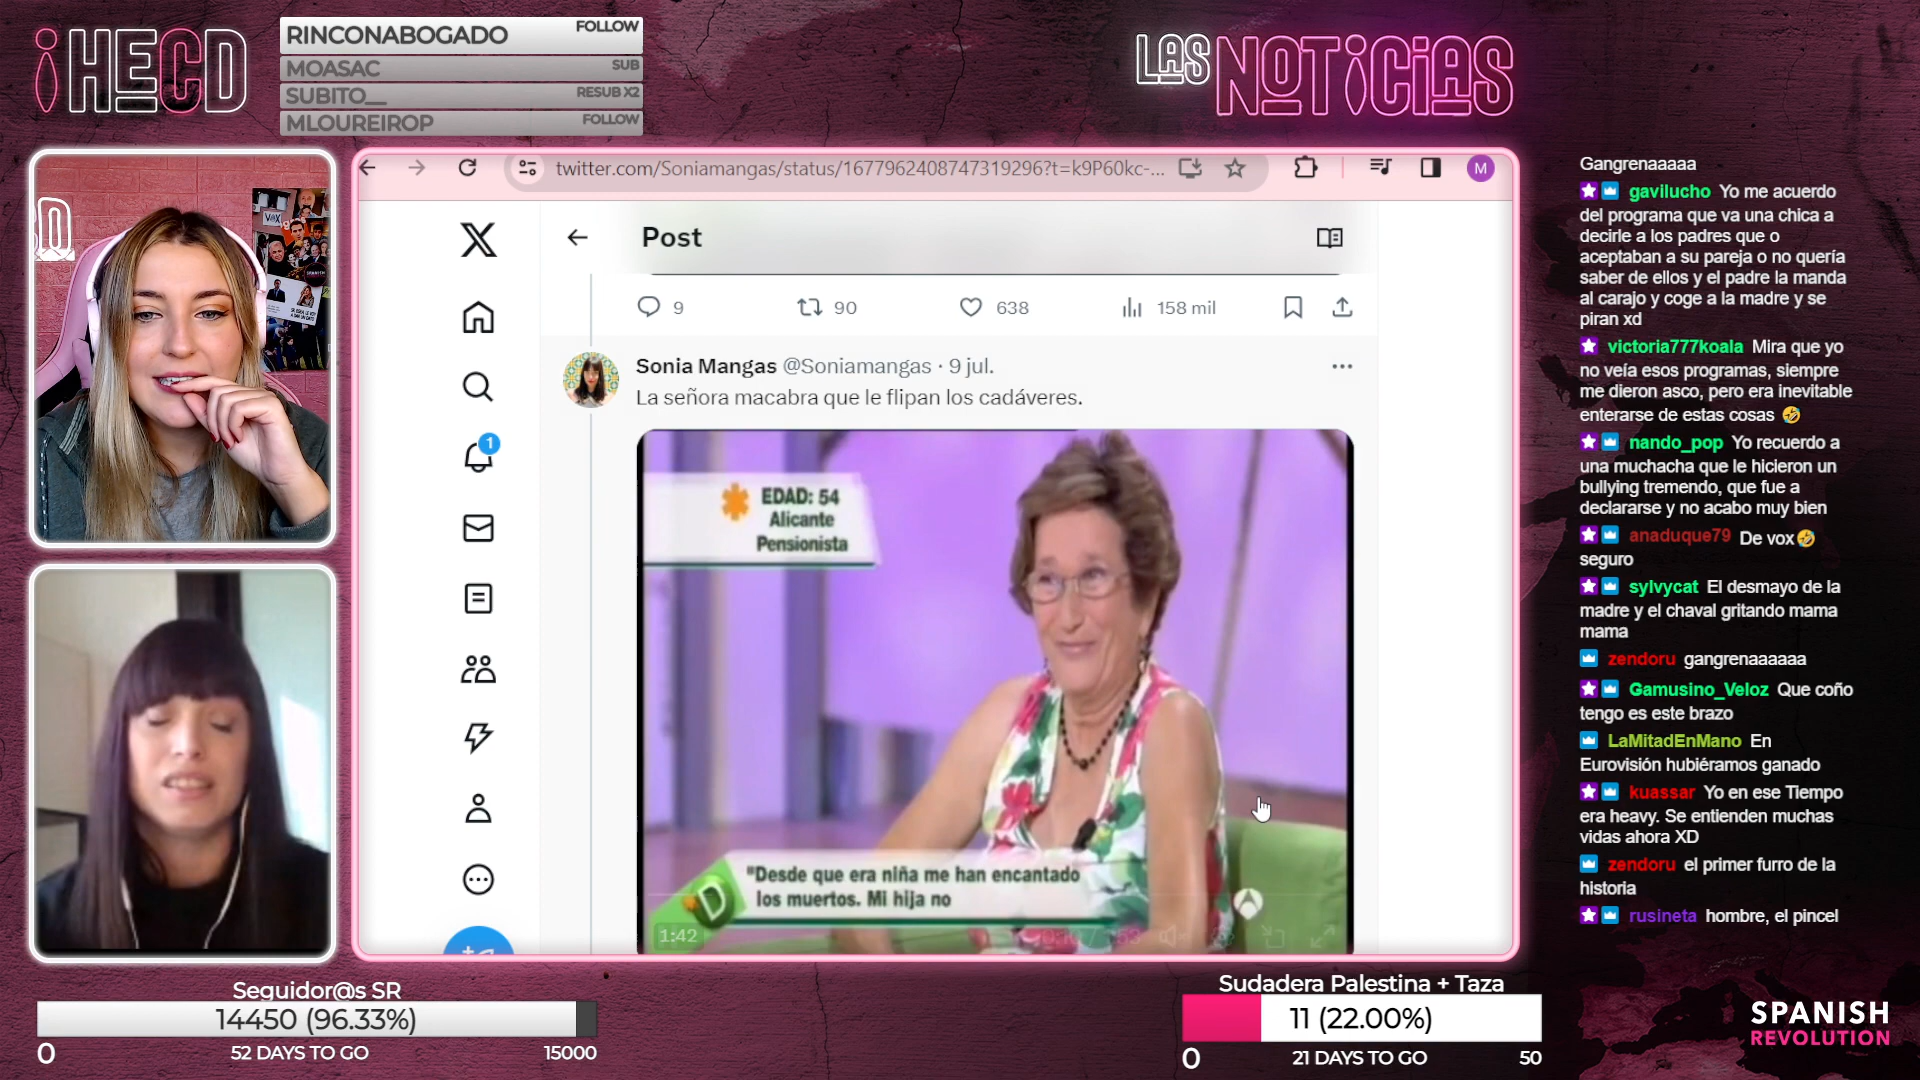 HECD
RINCONABOGADO FOLLOW
MOASAC SUB
SUBITO__ RESUB X2
MLOUREIROP FOLLOW
LAS NOTICIAS
twitter.com/Soniamangas/status/1677962408747319296?t=k9P60kc-...
M
Post
9 90 638 158 mil
1
Sonia Mangas @Soniamangas · 9 jul.
La señora macabra que le flipan los cadáveres.
EDAD: 54
Alicante
Pensionista
"Desde que era niña me han encantado
los muertos. Mi hija no
D
1:42
VOX
Gangrenaaaaa
gavilucho Yo me acuerdo
del programa que va una chica a
decirle a los padres que o
aceptaban a su pareja o no quería
saber de ellos y el padre la manda
al carajo y coge a la madre y se
piran xd
victoria777koala Mira que yo
no veía esos programas, siempre
me dieron asco, pero era inevitable
enterarse de estas cosas 🤣
nando_pop Yo recuerdo a
una muchacha que le hicieron un
bullying tremendo, que fue a
declararse y no acabo muy bien
anaduque79 De vox🤣
seguro
sylvycat El desmayo de la
madre y el chaval gritando mama
mama
zendoru gangrenaaaaaa
Gamusino_Veloz Que coño
tengo es este brazo
LaMitadEnMano En
Eurovisión hubiéramos ganado
kuassar Yo en ese Tiempo
era heavy. Se entienden muchas
vidas ahora XD
zendoru el primer furro de la
historia
rusineta hombre, el pincel
Seguidor@s SR
14450 (96.33%)
0 52 DAYS TO GO 15000
Sudadera Palestina + Taza
11 (22.00%)
0 21 DAYS TO GO 50
SPANISH
REVOLUTION